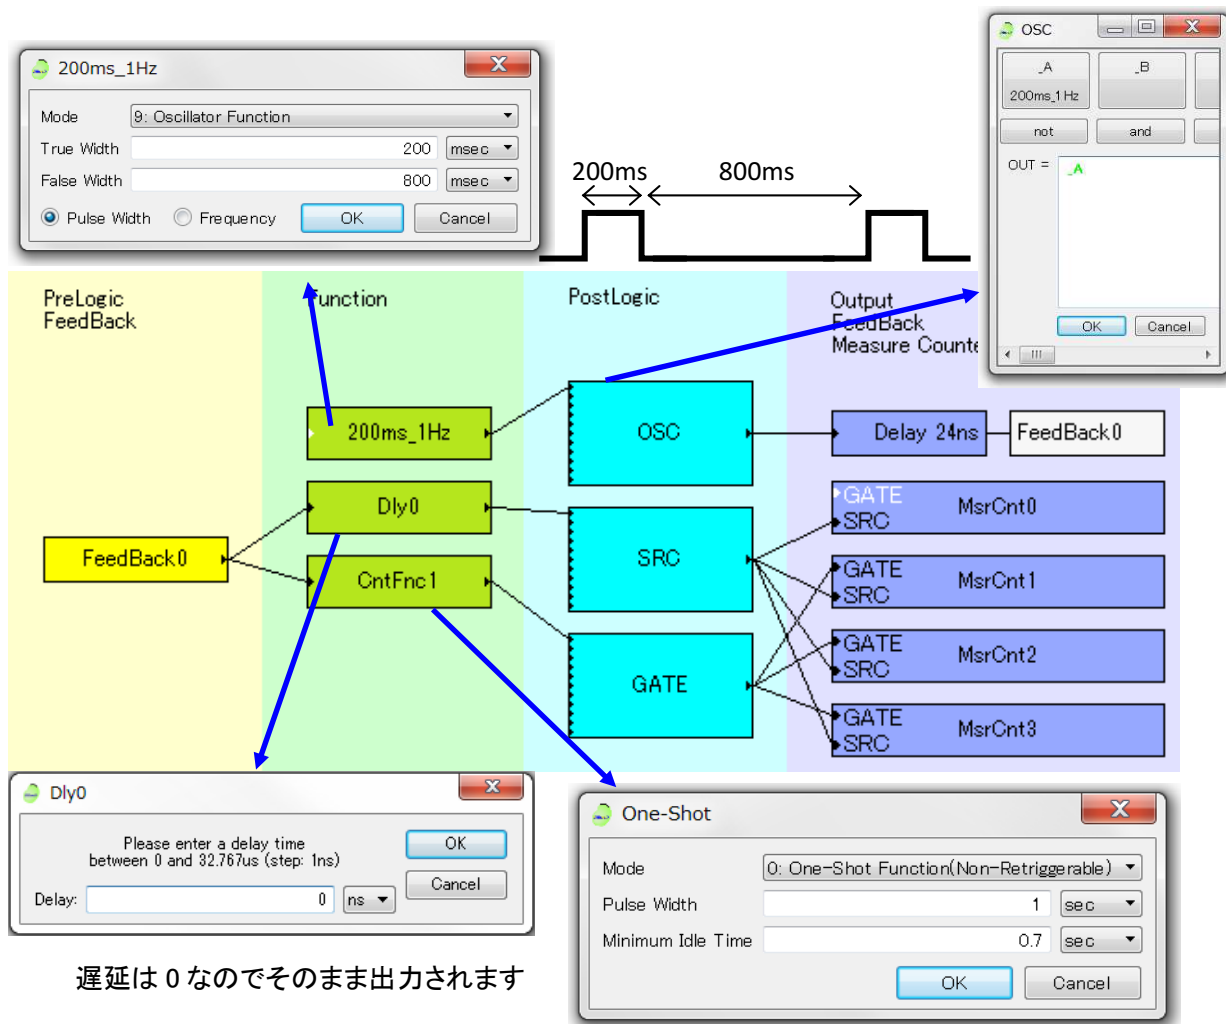 200ms_1Hz
Mode 9: Oscillator Function
True Width 200 msec
False Width 800 msec
Pulse Width Frequency OK Cancel
200ms 800ms
OSC
_A _B
200ms_1Hz
not and
OUT = _A
OK Cancel
PreLogic
FeedBack
Function
PostLogic
Output
FeedBack
Measure Counte
200ms_1Hz
OSC
Delay 24ns
FeedBack0
Dly0
GATE
SRC
MsrCnt0
FeedBack0
SRC
CntFnc1
GATE
SRC
MsrCnt1
GATE
SRC
MsrCnt2
GATE
GATE
SRC
MsrCnt3
Dly0
Please enter a delay time
between 0 and 32.767us (step: 1ns)
OK
Cancel
Delay: 0 ns
遅延は 0 なのでそのまま出力されます
One-Shot
Mode 0: One-Shot Function(Non-Retriggerable)
Pulse Width 1 sec
Minimum Idle Time 0.7 sec
OK Cancel